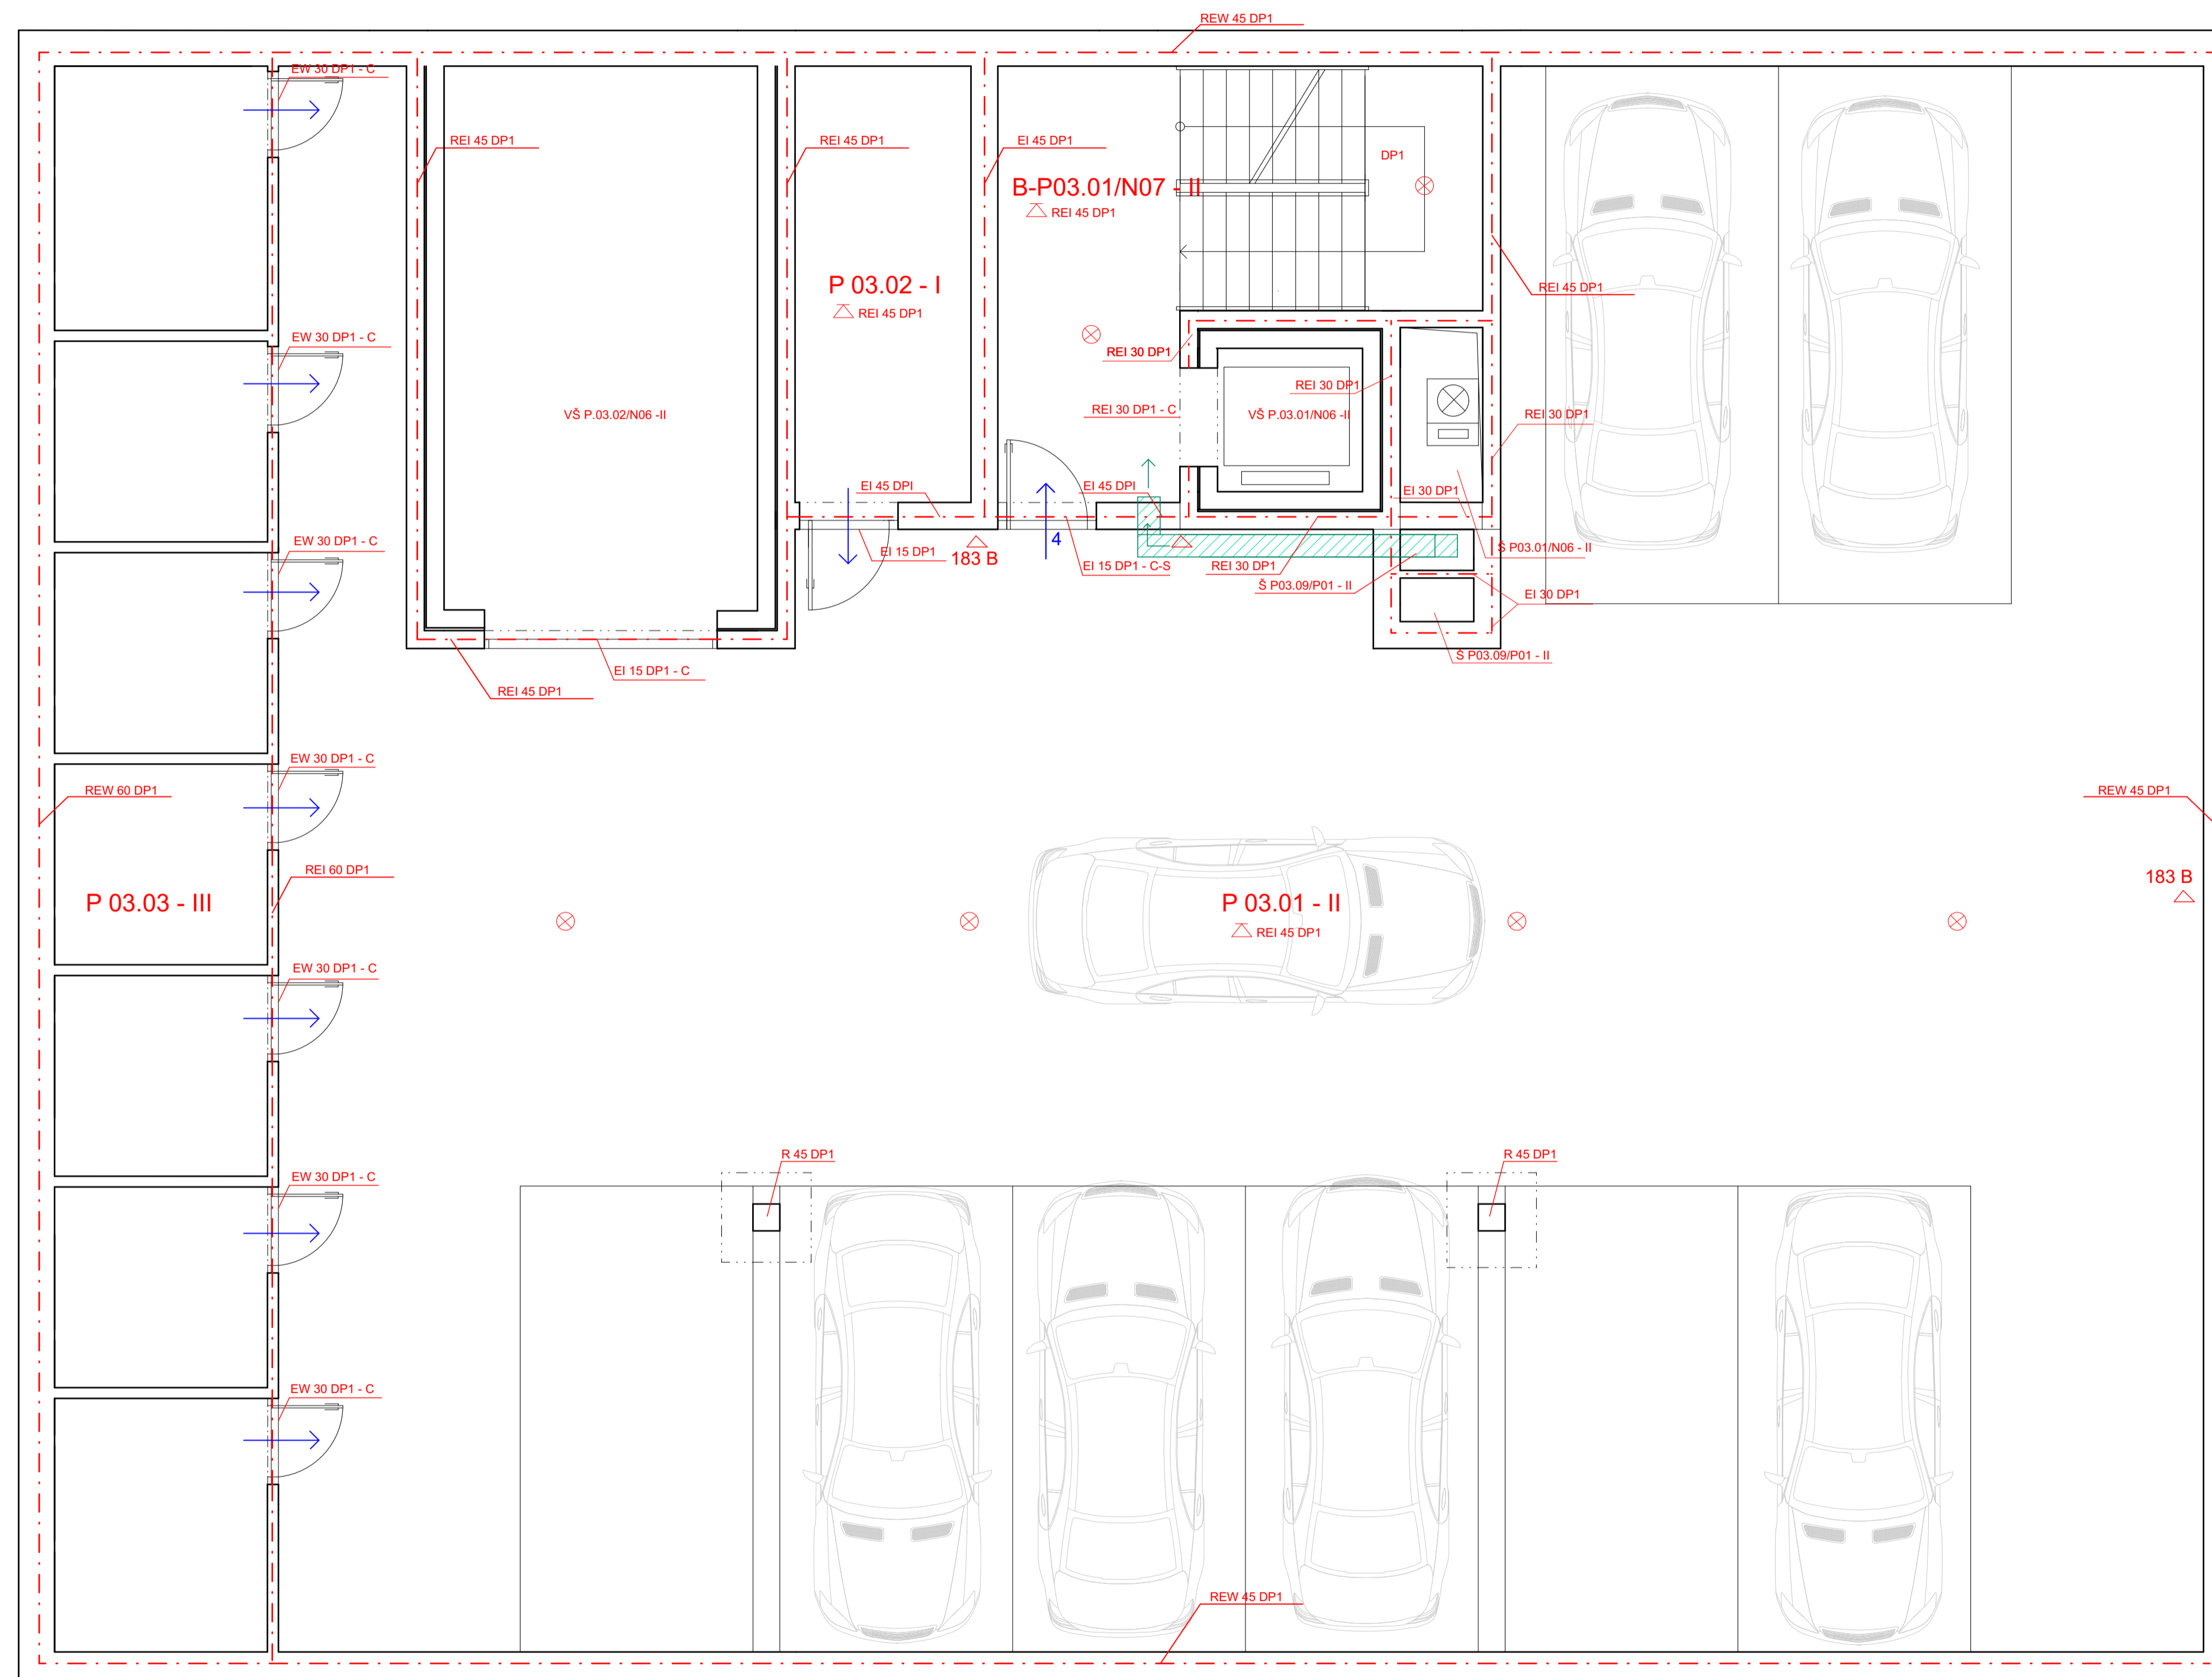 REW 45 DP1
EW 30 DP1 - C
REI 45 DP1
REI 45 DP1
EI 45 DP1
DP1
B-P03.01/N07 - II
REI 45 DP1
P 03.02 - I
REI 45 DP1
REI 45 DP1
EW 30 DP1 - C
REI 30 DP1
REI 30 DP1
VŠ P.03.02/N06 -II
REI 30 DP1 - C
VŠ P.03.01/N06 -II
REI 30 DP1
EI 45 DPI
EI 45 DPI
EI 30 DP1
EW 30 DP1 - C
4
EI 15 DP1
183 B
Š P03.01/N06 - II
EI 15 DP1 - C-S
REI 30 DP1
Š P03.09/P01 - II
EI 30 DP1
Š P03.09/P01 - II
EI 15 DP1 - C
REI 45 DP1
EW 30 DP1 - C
REW 60 DP1
REW 45 DP1
REI 60 DP1
183 B
P 03.03 - III
P 03.01 - II
REI 45 DP1
EW 30 DP1 - C
R 45 DP1
R 45 DP1
EW 30 DP1 - C
EW 30 DP1 - C
REW 45 DP1